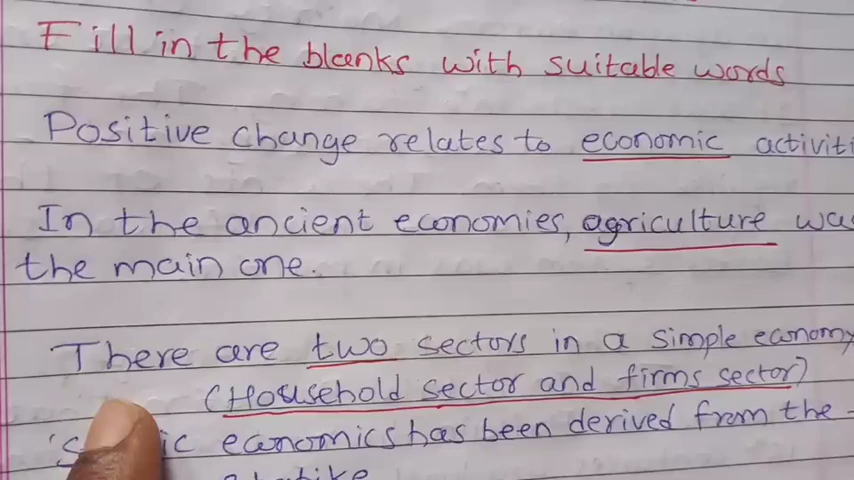 Fill in the blanks with suitable words
Positive change relates to economic activiti
In the ancient economies, agriculture was
the main one.
There are two sectors in a simple economy
(Household sector and firms sector)
ic economics has been derived from the